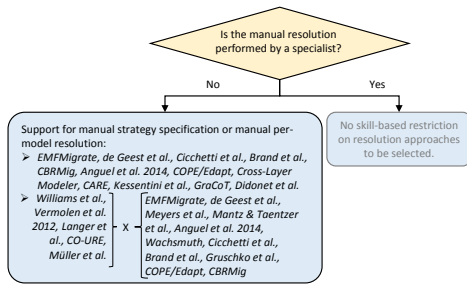 Is the manual resolution
performed by a specialist?
No
Yes
Support for manual strategy specification or manual per-
model resolution:
➤ EMFMigrate, de Geest et al., Cicchetti et al., Brand et al.,
CBRMig, Anguel et al. 2014, COPE/Edapt, Cross-Layer
Modeler, CARE, Kessentini et al., GraCoT, Didonet et al.
➤ Williams et al.,
Vermolen et al.
2012, Langer et
al., CO-URE,
Müller et al.
X
EMFMigrate, de Geest et al.,
Meyers et al., Mantz & Taentzer
et al., Anguel et al. 2014,
Wachsmuth, Cicchetti et al.,
Brand et al., Gruschko et al.,
COPE/Edapt, CBRMig
No skill-based restriction
on resolution approaches
to be selected.